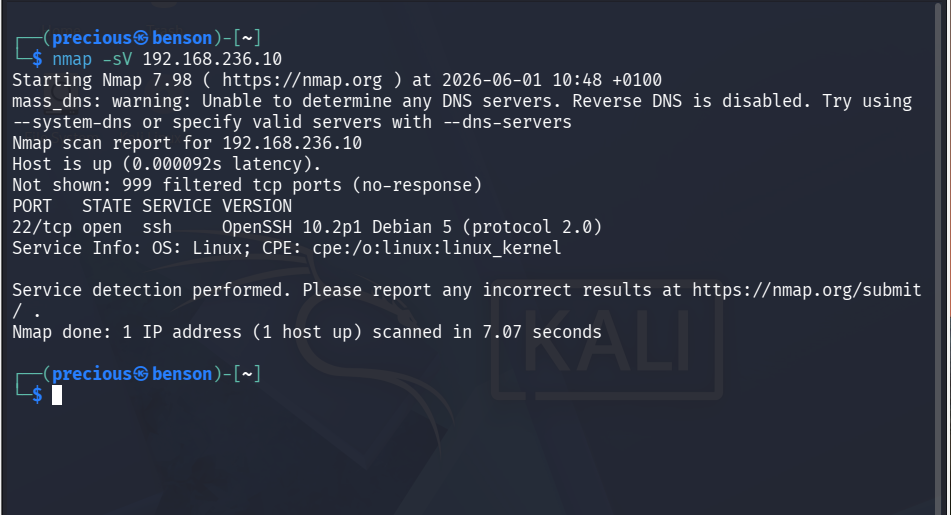 ┌──(precious㉿benson)-[~]
└─$ nmap -sV 192.168.236.10
Starting Nmap 7.98 ( https://nmap.org ) at 2026-06-01 10:48 +0100
mass_dns: warning: Unable to determine any DNS servers. Reverse DNS is disabled. Try using
--system-dns or specify valid servers with --dns-servers
Nmap scan report for 192.168.236.10
Host is up (0.000092s latency).
Not shown: 999 filtered tcp ports (no-response)
PORT   STATE SERVICE VERSION
22/tcp open  ssh     OpenSSH 10.2p1 Debian 5 (protocol 2.0)
Service Info: OS: Linux; CPE: cpe:/o:linux:linux_kernel
Service detection performed. Please report any incorrect results at https://nmap.org/submit
/ .
Nmap done: 1 IP address (1 host up) scanned in 7.07 seconds
KALI
┌──(precious㉿benson)-[~]
└─$